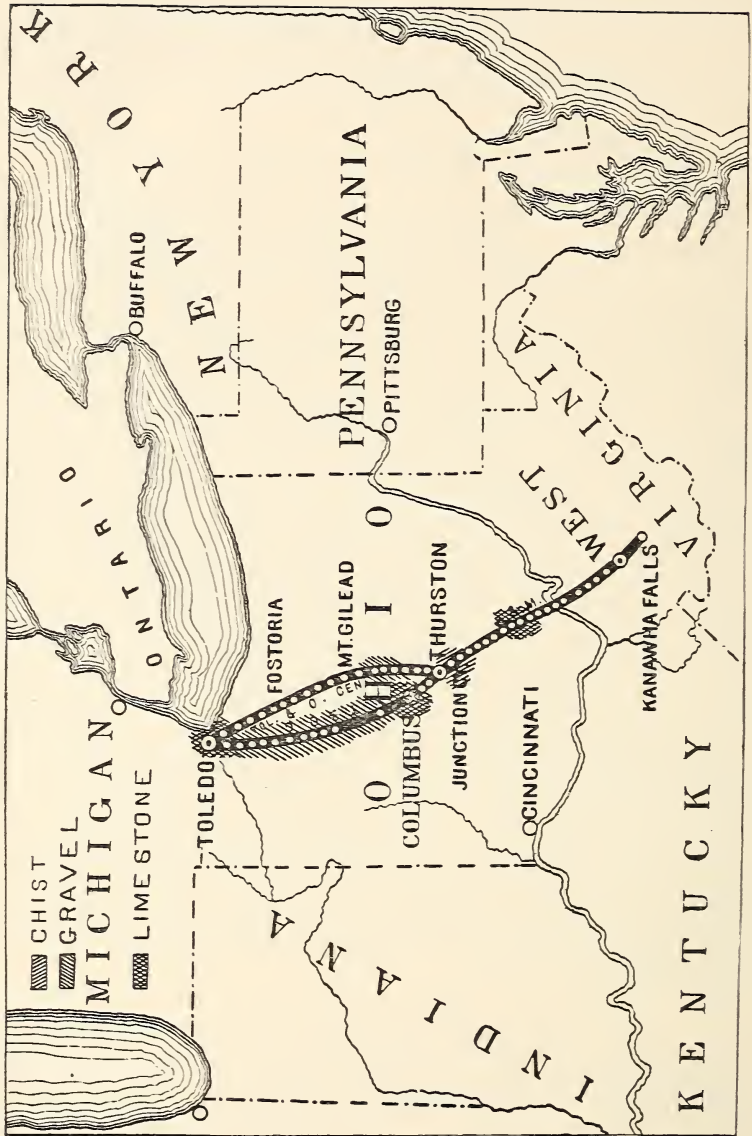 CHIST
GRAVEL
LIMESTONE
MICHIGAN
ONTARIO
BUFFALO
NEW YORK
TOLEDO
FOSTORIA
MT. GILEAD
O. CEN
OHIO
COLUMBUS
THURSTON
JUNCTION
PENNSYLVANIA
PITTSBURG
INDIANA
CINCINNATI
WEST VIRGINIA
KANAWHA FALLS
KENTUCKY